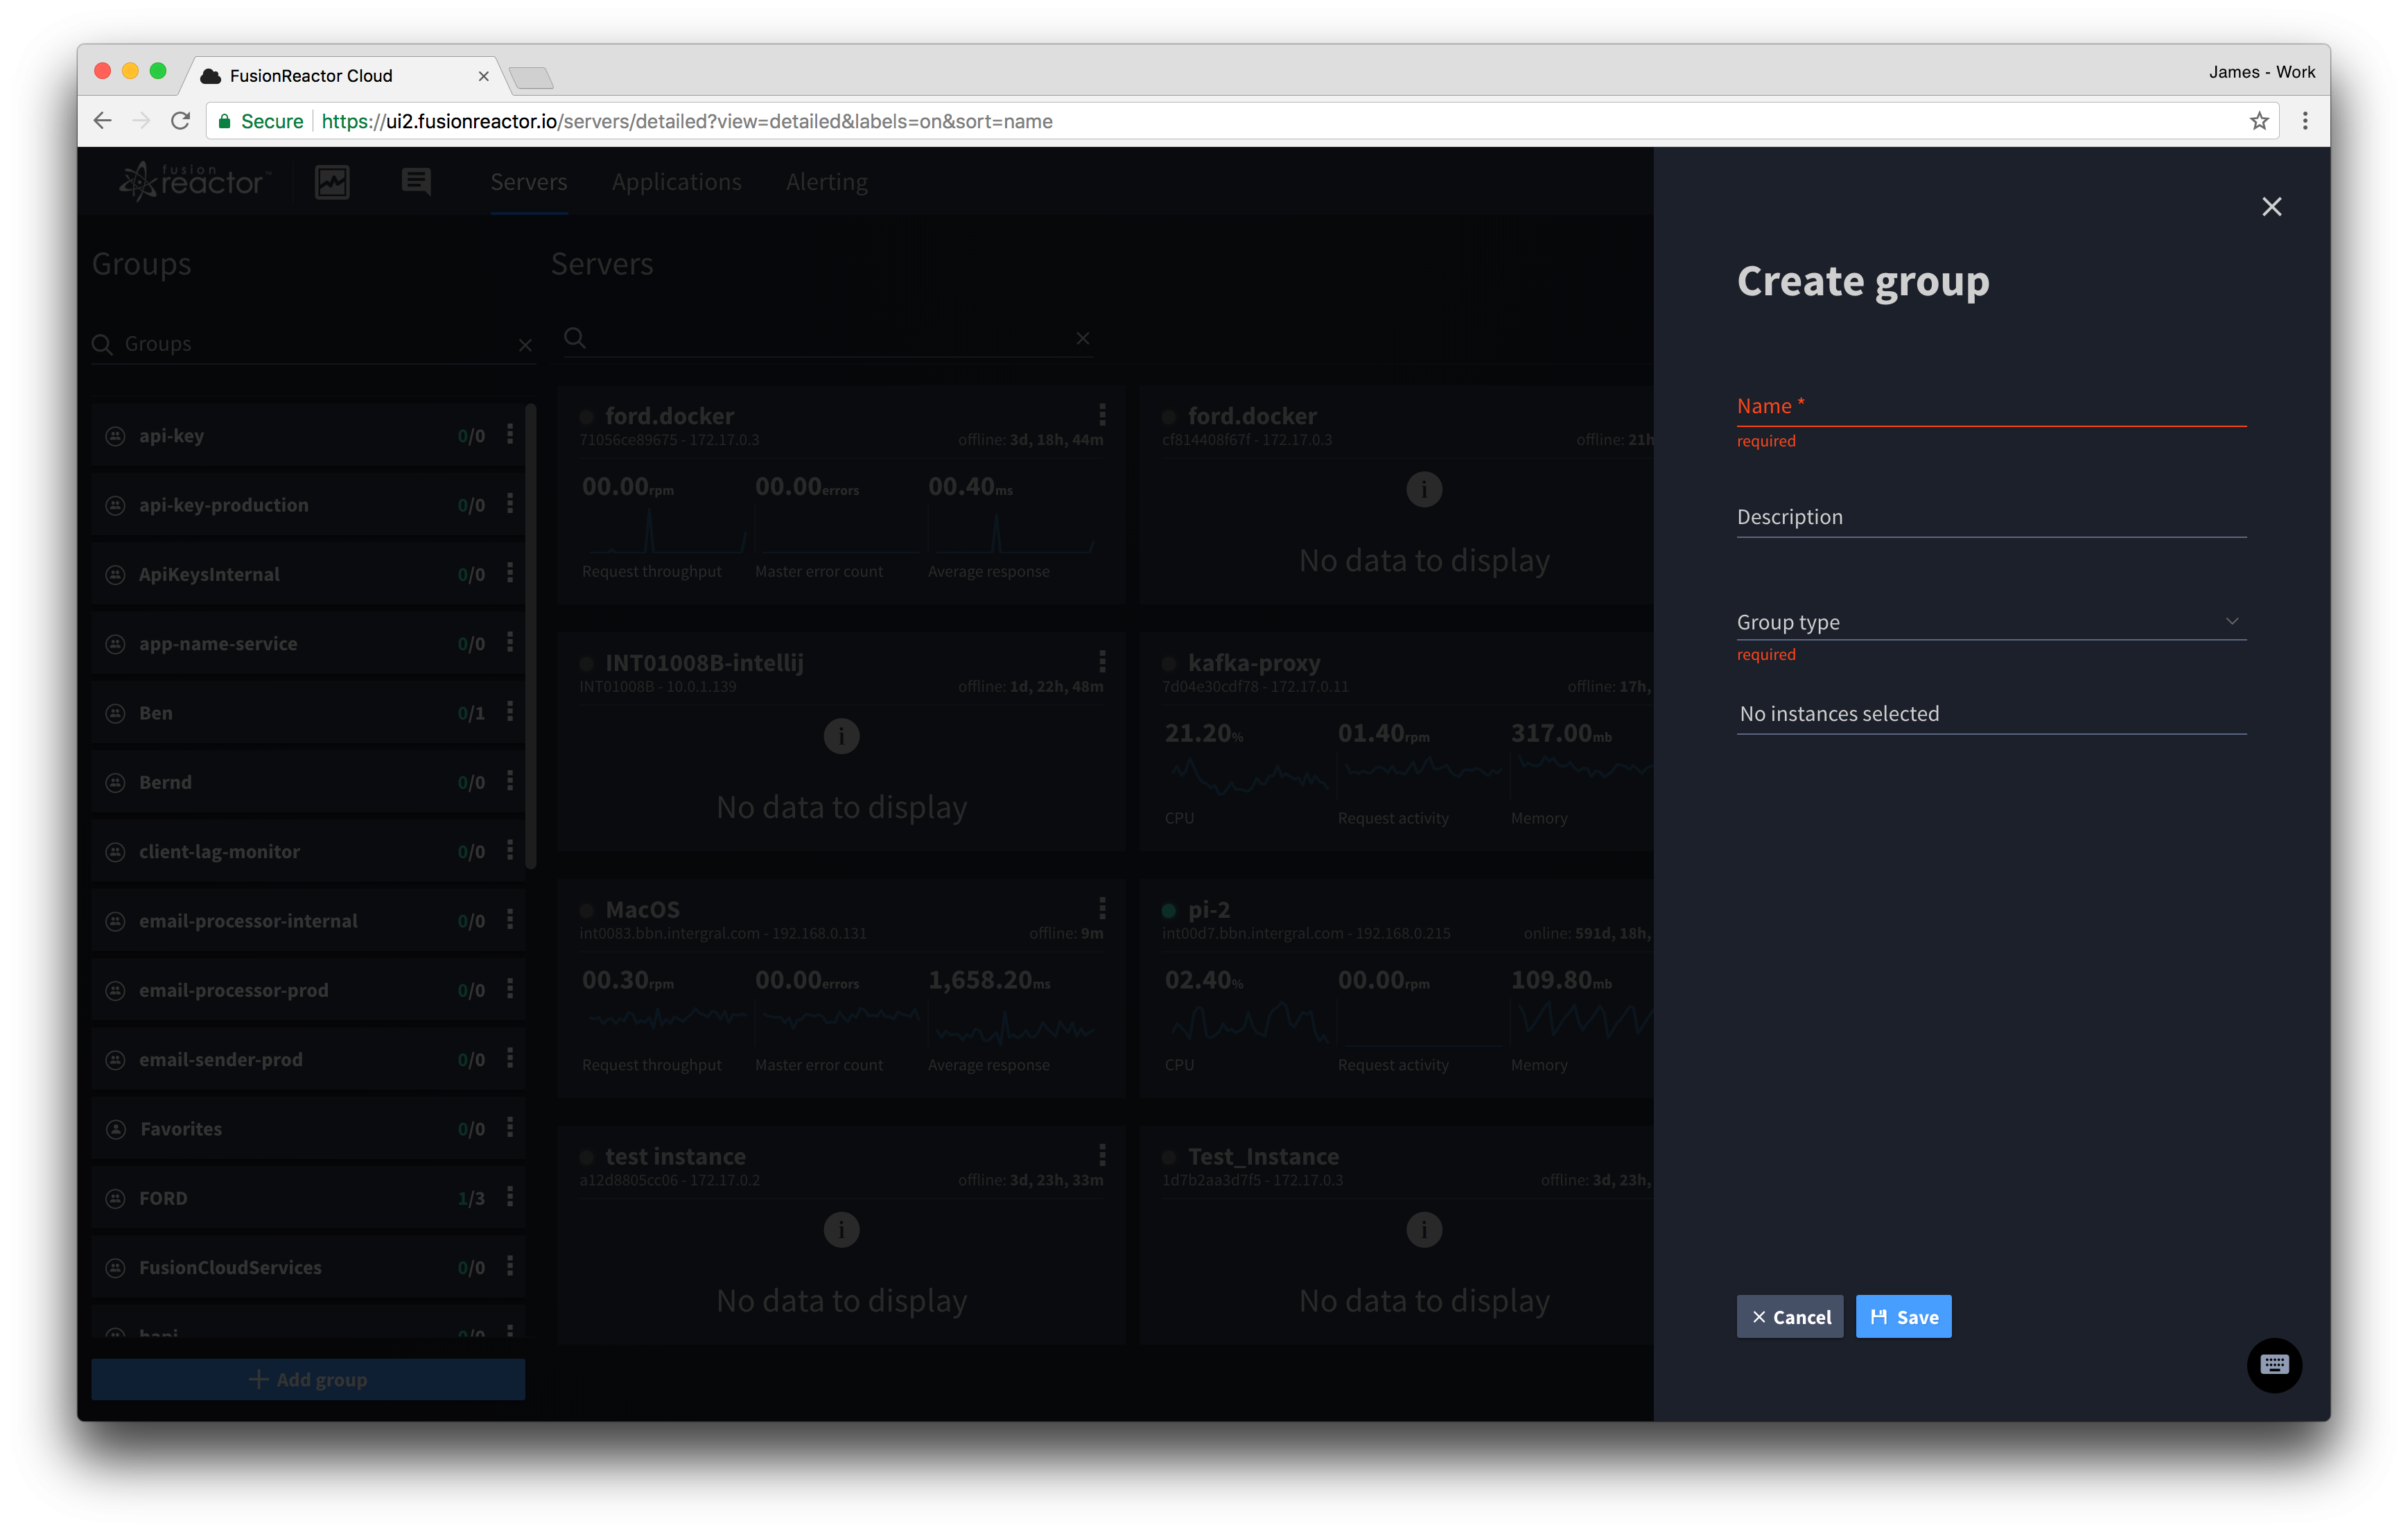 FusionReactor Cloud
James - Work
Secure
https://ui2.fusionreactor.io/servers/detailed?view=detailed&labels=on&sort=name
fusion
reactor™
Servers
Applications
Alerting
Groups
Groups
api-key 0/0
api-key-production 0/0
ApiKeysInternal 0/0
app-name-service 0/0
Ben 0/1
Bernd 0/0
client-lag-monitor 0/0
email-processor-internal 0/0
email-processor-prod 0/0
email-sender-prod 0/0
Favorites 0/0
FORD 1/3
FusionCloudServices 0/0
Add group
Servers
ford.docker
71056ce89675 - 172.17.0.3 offline: 3d, 18h, 44m
00.00rpm 00.00errors 00.40ms
Request throughput Master error count Average response
ford.docker
cf814408f67f - 172.17.0.3 offline: 21h
i
No data to display
INT01008B-intellij
INT01008B - 10.0.1.139 offline: 1d, 22h, 48m
i
No data to display
kafka-proxy
7d04e30cdf78 - 172.17.0.11 offline: 17h,
21.20% 01.40rpm 317.00mb
CPU Request activity Memory
MacOS
int0083.bbn.intergral.com - 192.168.0.131 offline: 9m
00.30rpm 00.00errors 1,658.20ms
Request throughput Master error count Average response
pi-2
int00d7.bbn.intergral.com - 192.168.0.215 online: 591d, 18h,
02.40% 00.00rpm 109.80mb
CPU Request activity Memory
test instance
a12d8805cc06 - 172.17.0.2 offline: 3d, 23h, 33m
i
No data to display
Test_Instance
1d7b2aa3d7f5 - 172.17.0.3 offline: 3d, 23h,
i
No data to display
Create group
Name *
required
Description
Group type
required
No instances selected
Cancel
Save